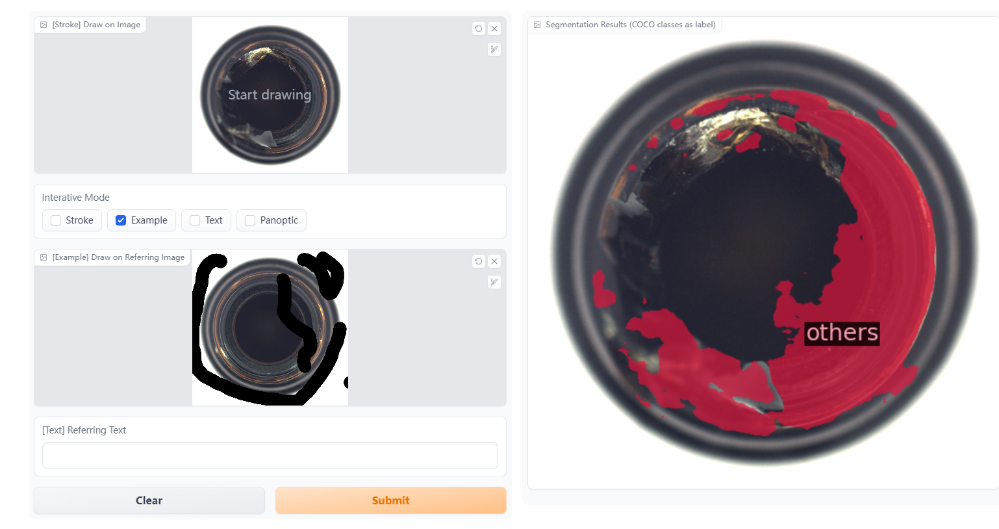 [Stroke] Draw on Image
Start drawing
Interative Mode
Stroke
Example
Text
Panoptic
[Example] Draw on Referring Image
[Text] Referring Text
Clear
Submit
Segmentation Results (COCO classes as label)
others